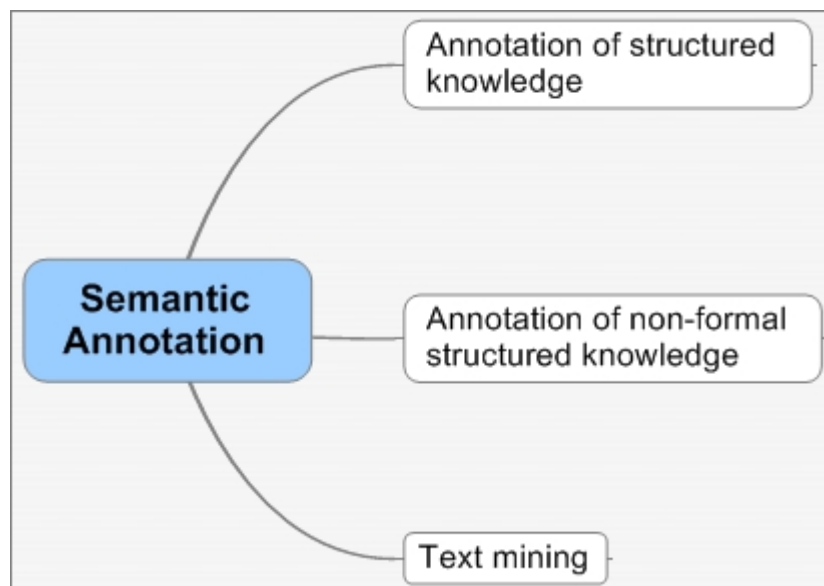 Annotation of structured
knowledge
Semantic
Annotation
Annotation of non-formal
structured knowledge
Text mining